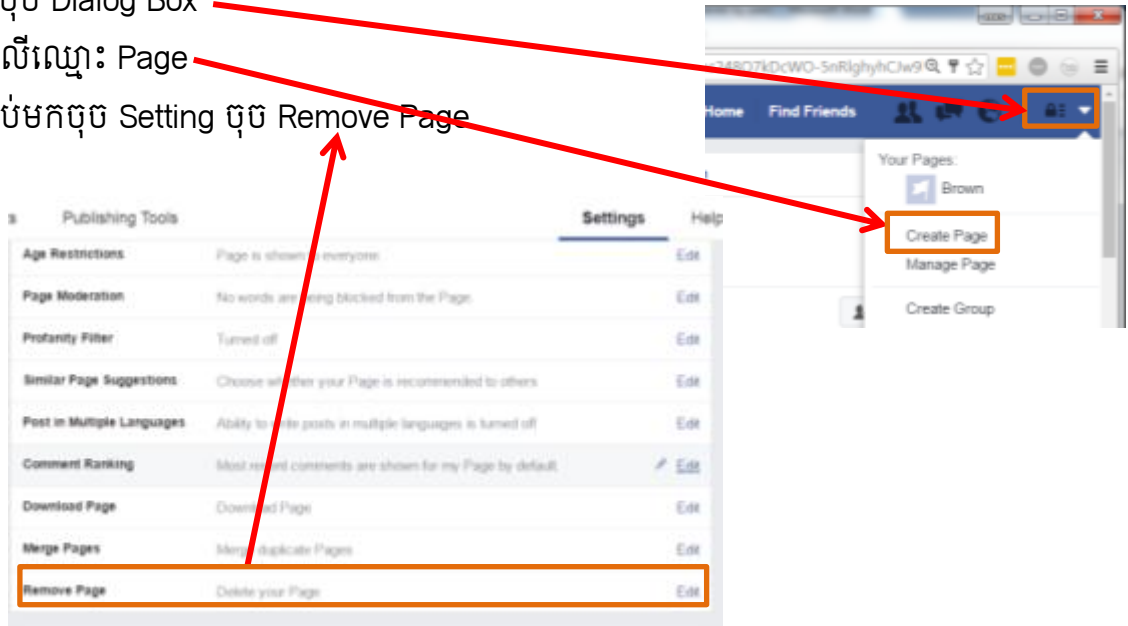 ចុច Dialog Box
លើឈ្មោះ Page
ប់មកចុច Setting ចុច Remove Page
Home Find Friends
Your Pages:
Brown
Create Page
Manage Page
Create Group
s Publishing Tools Settings Help
Age Restrictions Page is shown to everyone. Edit
Page Moderation No words are being blocked from the Page. Edit
Profanity Filter Turned off Edit
Similar Page Suggestions Choose whether your Page is recommended to others Edit
Post in Multiple Languages Ability to write posts in multiple languages is turned off Edit
Comment Ranking Most recent comments are shown for my Page by default. Edit
Download Page Download Page Edit
Merge Pages Merge duplicate Pages Edit
Remove Page Delete your Page Edit